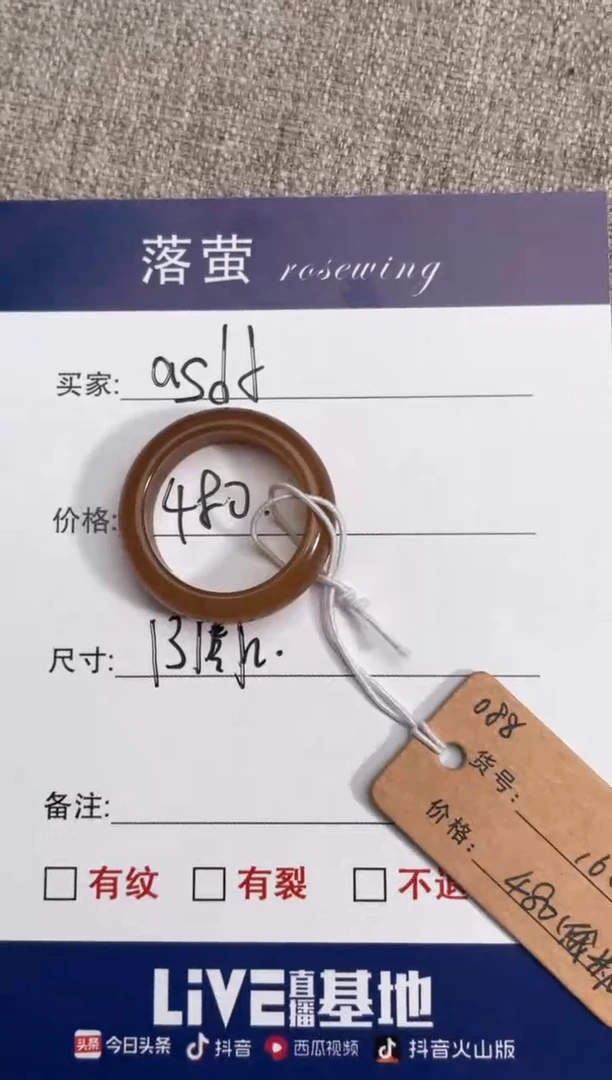 落萤 rosewing
买家: asdd
价格: 480.
尺寸: 13
备注:
有纹 有裂 不退
088
货号:
价格:
LiVE直播基地
头条 今日头条 抖音 西瓜视频 抖音火山版